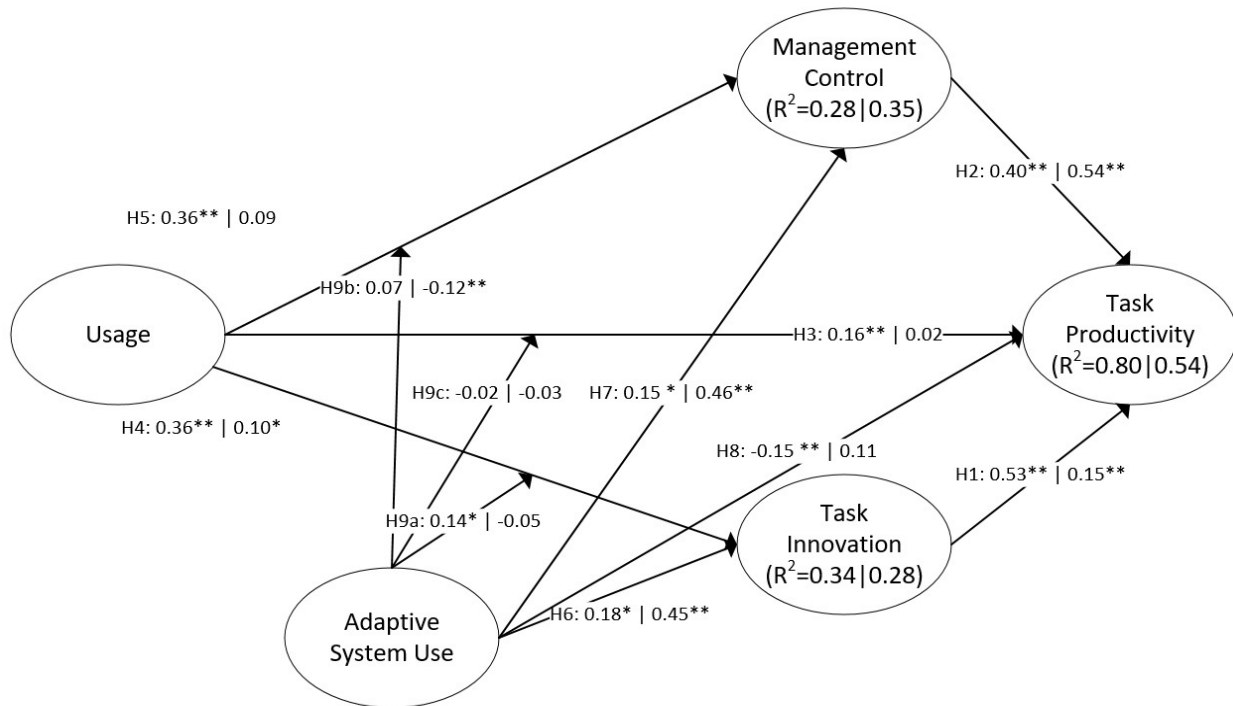 Management
Control
(R²=0.28|0.35)
H2: 0.40** | 0.54**
H5: 0.36** | 0.09
H9b: 0.07 | -0.12**
Usage
H3: 0.16** | 0.02
Task
Productivity
(R²=0.80|0.54)
H9c: -0.02 | -0.03
H7: 0.15 * | 0.46**
H4: 0.36** | 0.10*
H8: -0.15 ** | 0.11
H1: 0.53** | 0.15**
H9a: 0.14* | -0.05
Task
Innovation
(R²=0.34|0.28)
H6: 0.18* | 0.45**
Adaptive
System Use